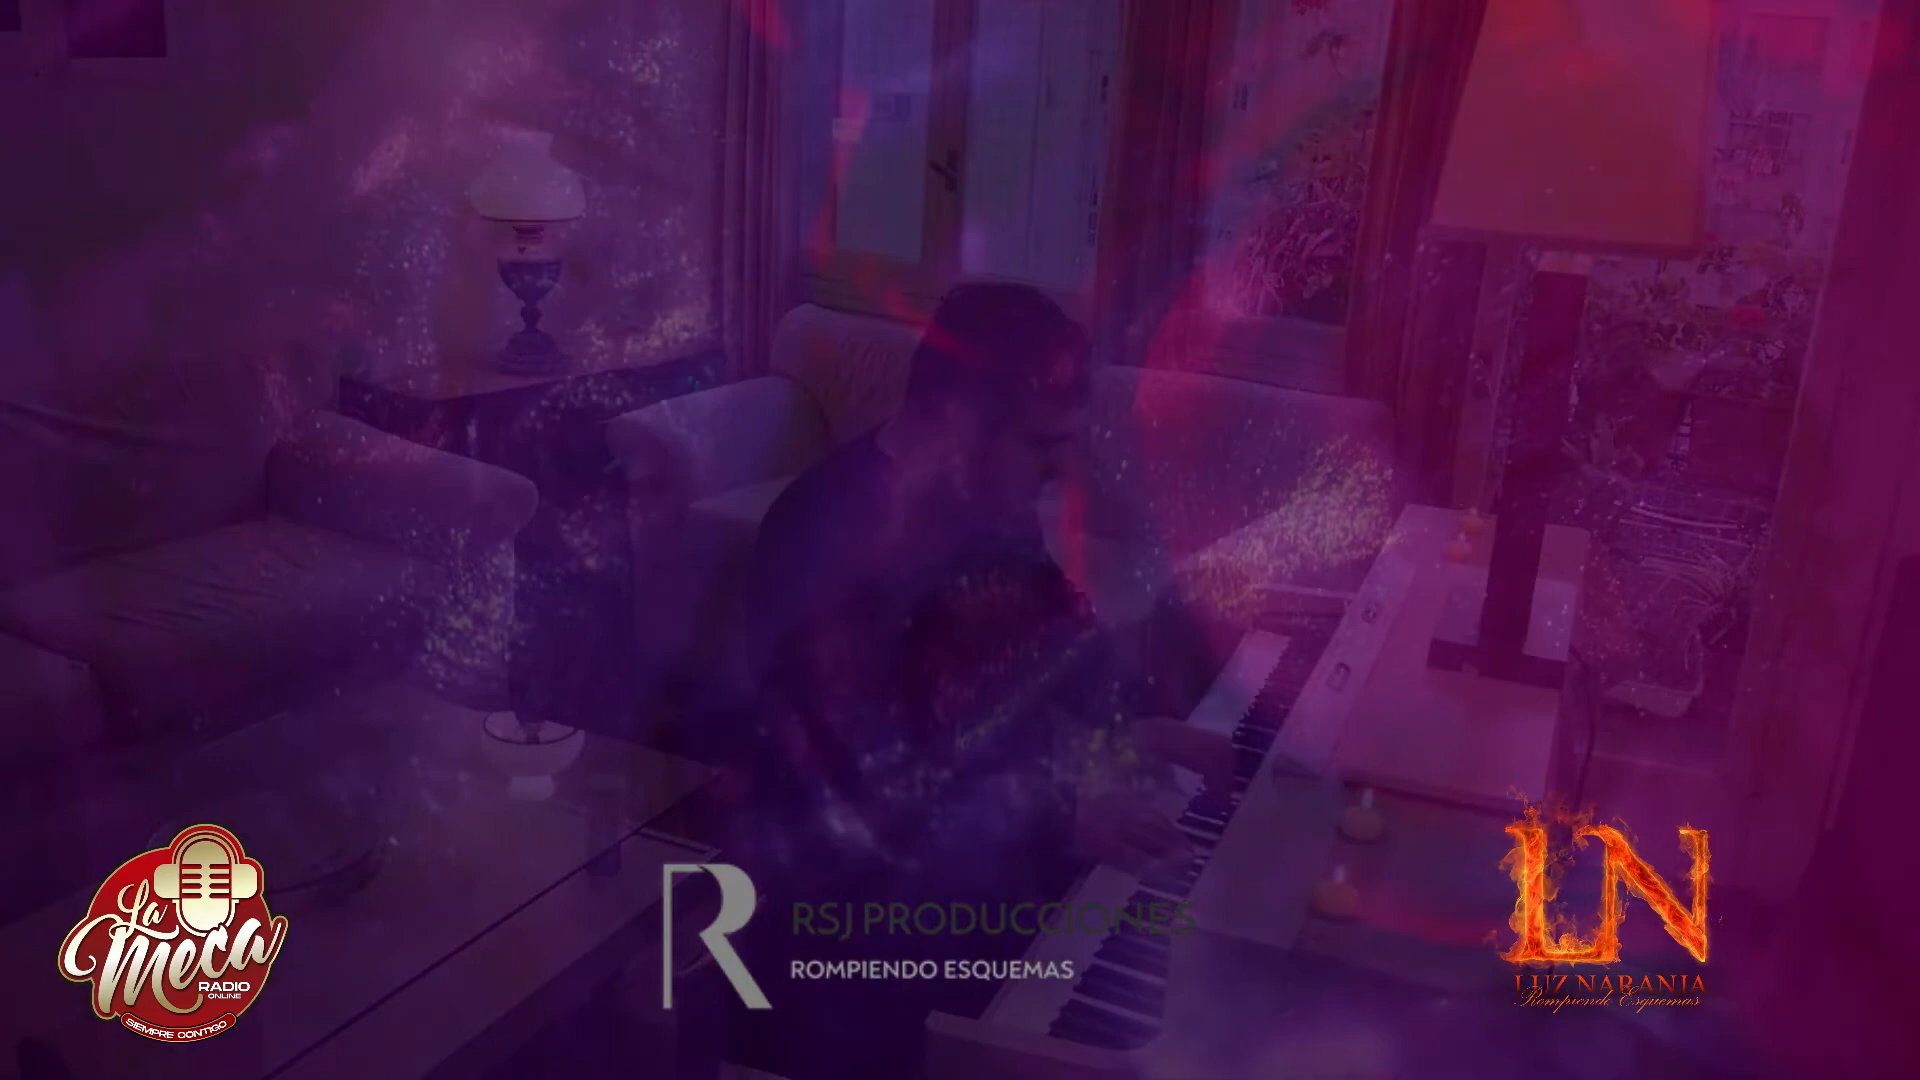 La
Meca
RADIO
ONLINE
SIEMPRE CONTIGO
R
RSJ PRODUCCIONES
ROMPIENDO ESQUEMAS
LN
LUZ NARANJA
Rompiendo Esquemas